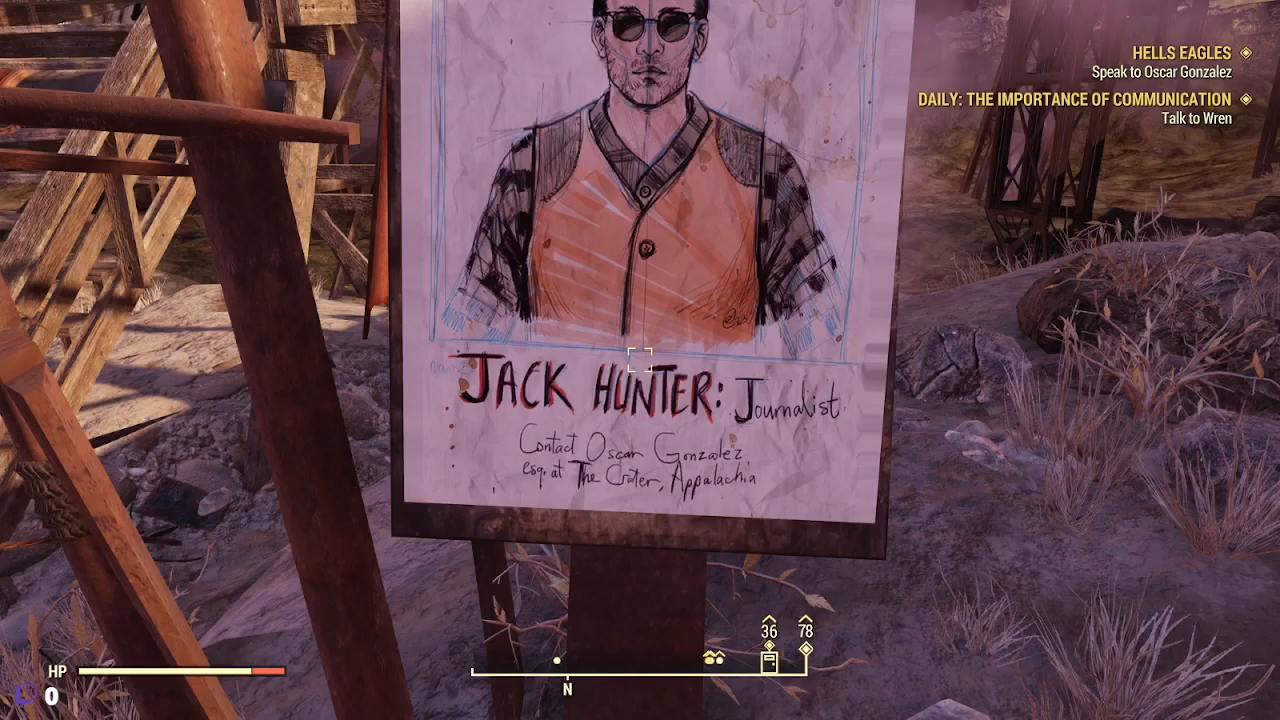 HELLS EAGLES
Speak to Oscar Gonzalez
DAILY: THE IMPORTANCE OF COMMUNICATION
Talk to Wren
JACK HUNTER: Journalist
Contact Oscar Gonzalez
esq. at The Crater, Appalachia
36
78
HP
0
N